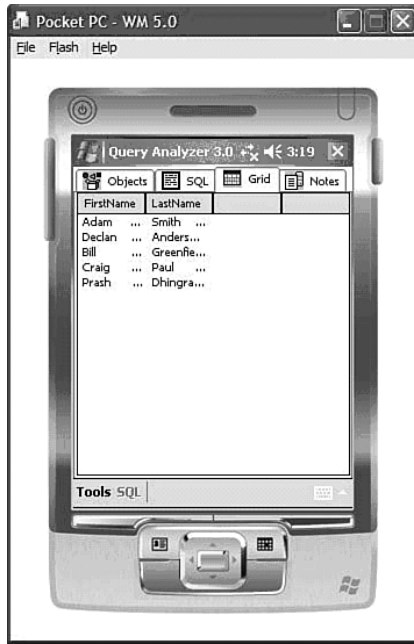 Pocket PC - WM 5.0
File Flash Help
Query Analyzer 3.0 3:19
Objects SQL Grid Notes
FirstName LastName
Adam ... Smith ...
Declan ... Anders...
Bill ... Greenfie...
Craig ... Paul ...
Prash ... Dhingra...
Tools SQL